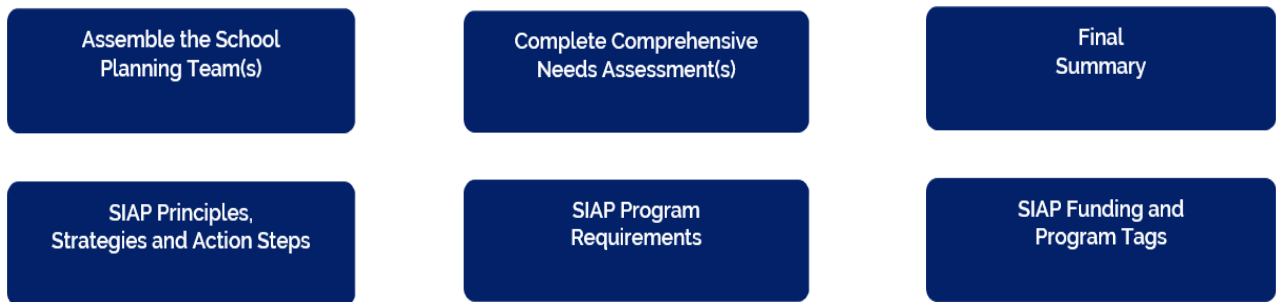 Assemble the School
Planning Team(s)
Complete Comprehensive
Needs Assessment(s)
Final
Summary
SIAP Principles,
Strategies and Action Steps
SIAP Program
Requirements
SIAP Funding and
Program Tags